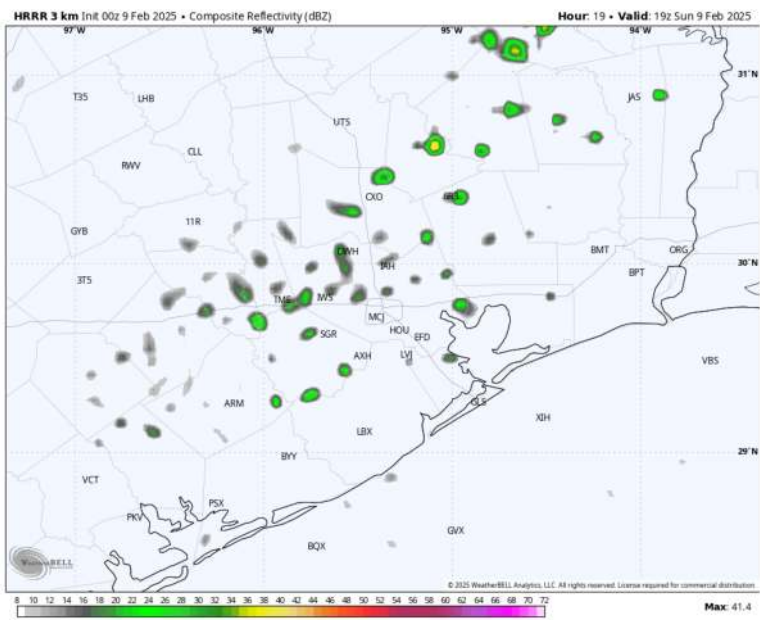 HRRR 3 km Init 00z 9 Feb 2025 • Composite Reflectivity (dBZ) Hour: 19 • Valid: 19z Sun 9 Feb 2025
97°W 96°W 95°W 94°W
31°N
T35 LHB JAS
UTS
CLL
RWV
CXO 6R3
11R
GYB
DWH BMT ORG
30°N
IAH BPT
3T5
TME IWS
MCJ
HOU
SGR EFD
AXH LVJ VBS
ARM GLS
XIH
LBX
BYY 29°N
VCT
PSX
PKV
GVX
BQX
WeatherBELL
© 2025 WeatherBELL Analytics, LLC. All rights reserved. License required for commercial distribution.
8 10 12 14 16 18 20 22 24 26 28 30 32 34 36 38 40 42 44 46 48 50 52 54 56 58 60 62 64 66 68 70 72
Max: 41.4